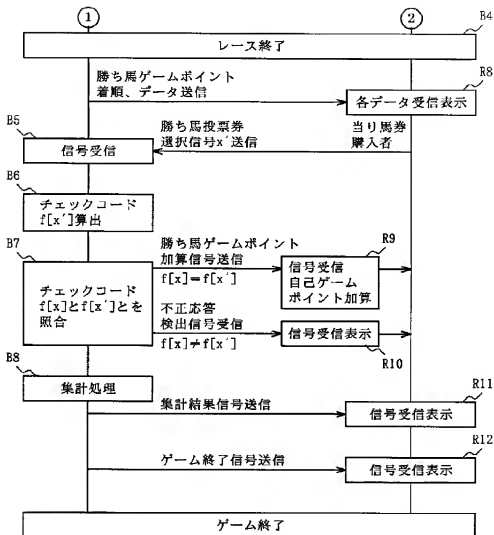 ① ②
B4
レース終了
勝ち馬ゲームポイント
着順、データ送信
R8
各データ受信表示
B5
信号受信
勝ち馬投票券
選択信号x´送信
当り馬券
購入者
B6
チェックコード
f[x´]算出
B7
チェックコード
f[x]とf[x´]とを
照合
勝ち馬ゲームポイント
加算信号送信
f[x]=f[x´]
R9
信号受信
自己ゲーム
ポイント加算
不正応答
検出信号受信
f[x]≠f[x´]
信号受信表示
R10
B8
集計処理
集計結果信号送信
R11
信号受信表示
ゲーム終了信号送信
R12
信号受信表示
ゲーム終了